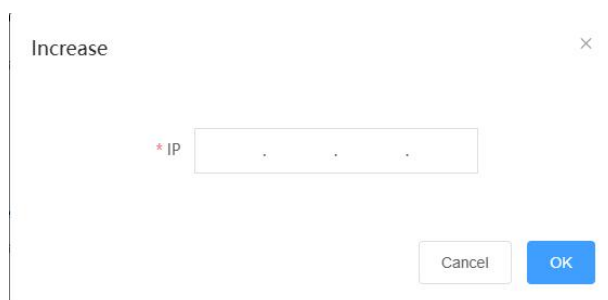 Increase
* IP . . .
Cancel OK